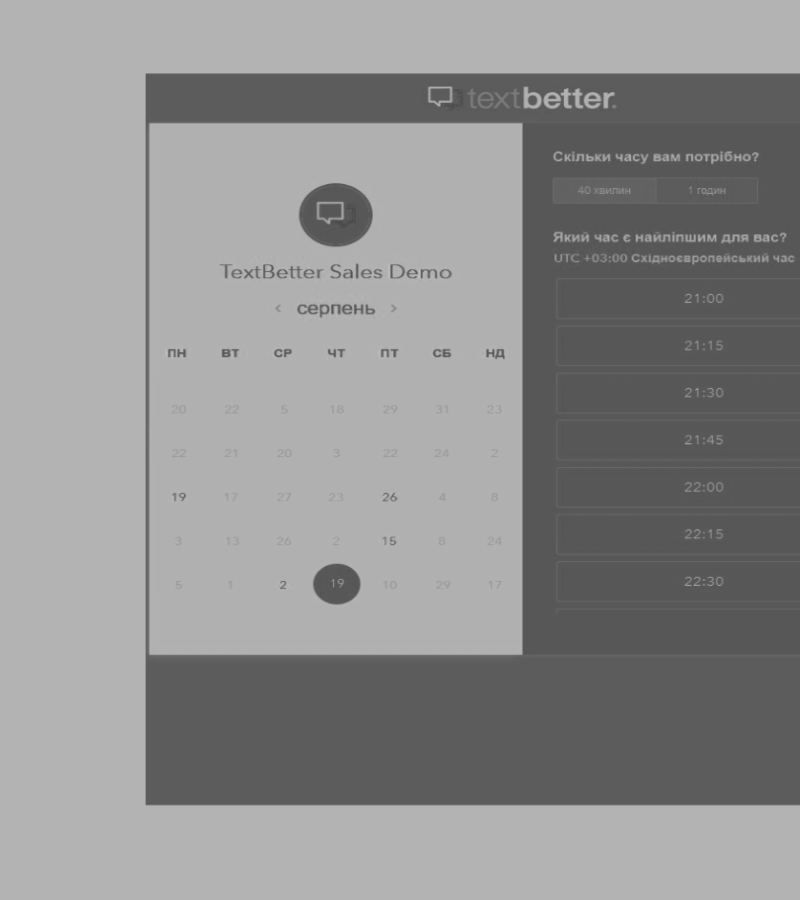 textbetter.
TextBetter Sales Demo
< серпень >
ПН ВТ СР ЧТ ПТ СБ НД
20 22 5 18 29 31 23
22 21 20 3 22 24 2
19 17 27 23 26 4 8
3 13 26 2 15 8 24
5 1 2 19 10 29 17
Скільки часу вам потрібно?
40 хвилин 1 годин
Який час є найліпшим для вас?
UTC +03:00 Східноєвропейський час
21:00
21:15
21:30
21:45
22:00
22:15
22:30